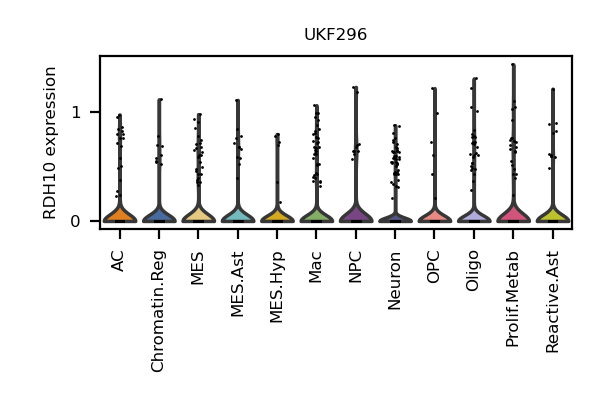 UKF296
RDH10 expression
1
0
AC
Chromatin.Reg
MES
MES.Ast
MES.Hyp
Mac
NPC
Neuron
OPC
Oligo
Prolif.Metab
Reactive.Ast